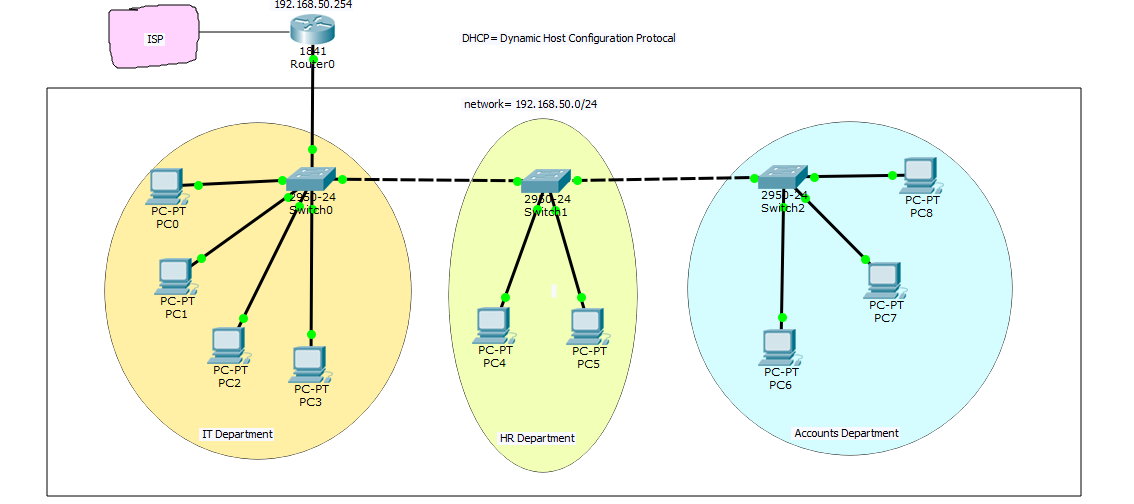 192.168.50.254
ISP
1841
Router0
DHCP= Dynamic Host Configuration Protocal
network= 192.168.50.0/24
2950-24
Switch0
2950-24
Switch1
2950-24
Switch2
PC-PT
PC0
PC-PT
PC1
PC-PT
PC2
PC-PT
PC3
PC-PT
PC4
PC-PT
PC5
PC-PT
PC6
PC-PT
PC7
PC-PT
PC8
IT Department
HR Department
Accounts Department